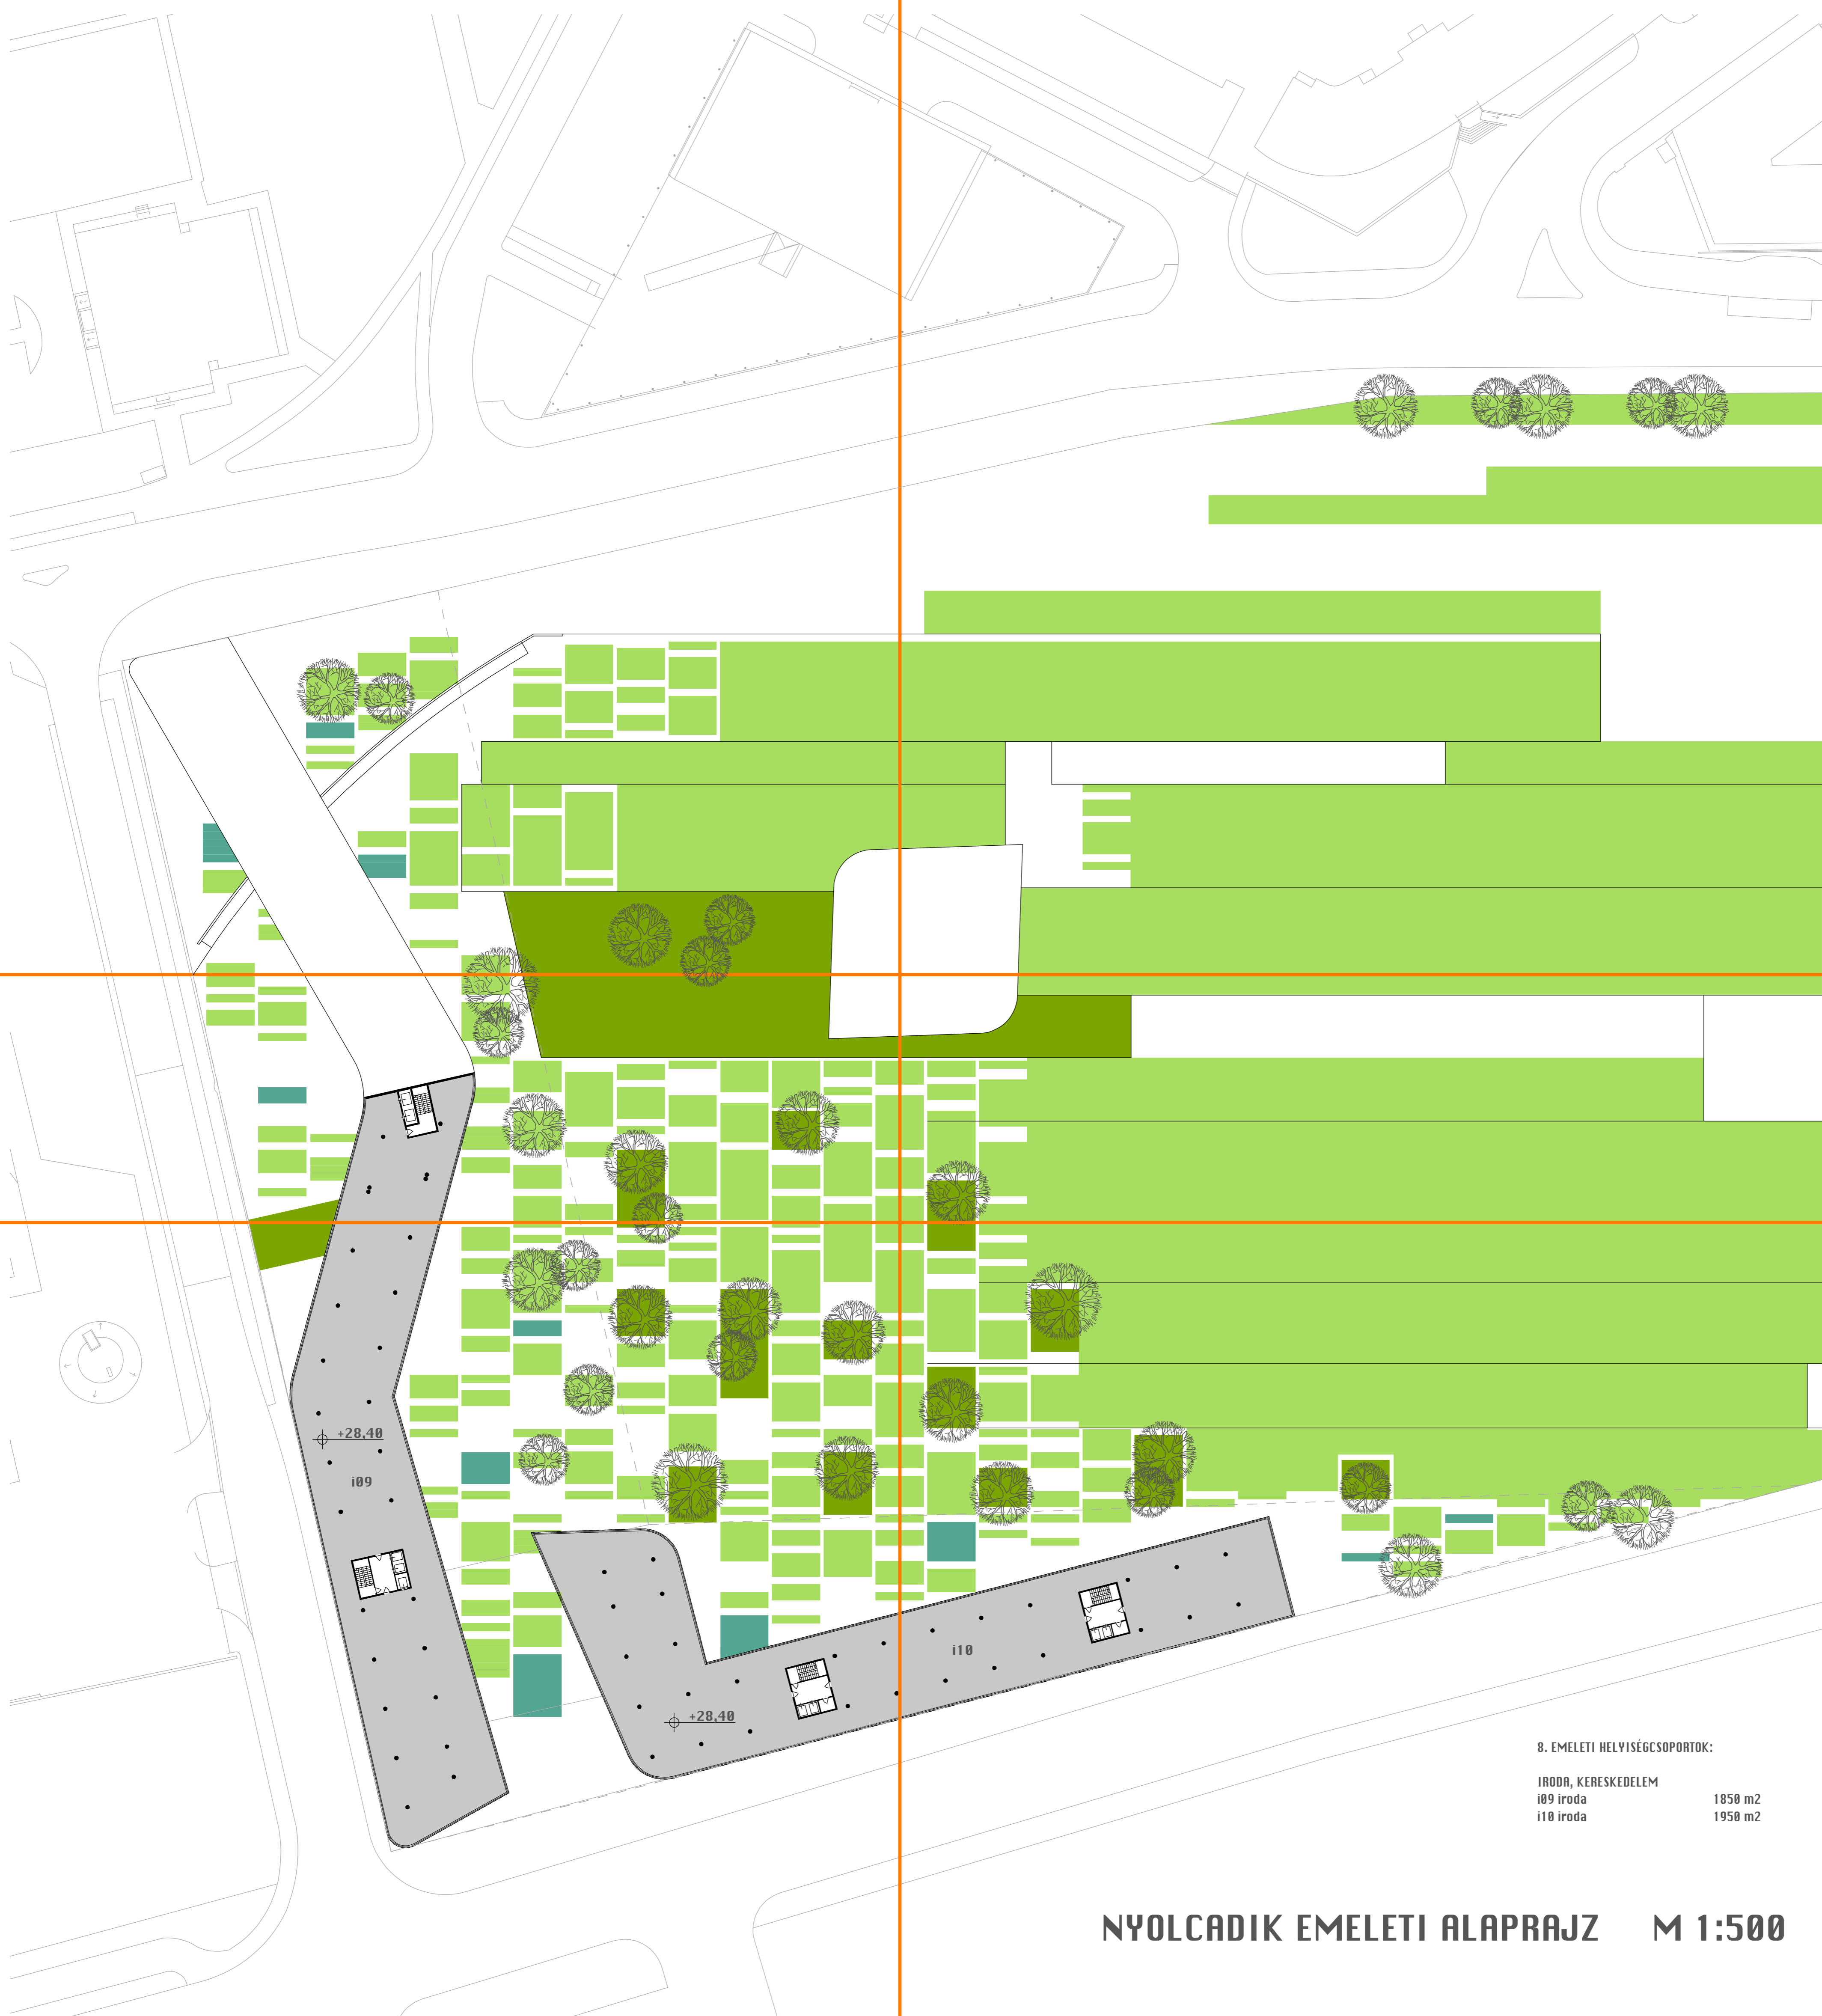 +28,40
i09
i10
+28,40
8. EMELETI HELYISÉGCSOPORTOK:
IRODA, KERESKEDELEM
i09 iroda 1850 m2
i10 iroda 1950 m2
NYOLCADIK EMELETI ALAPRAJZ M 1:500